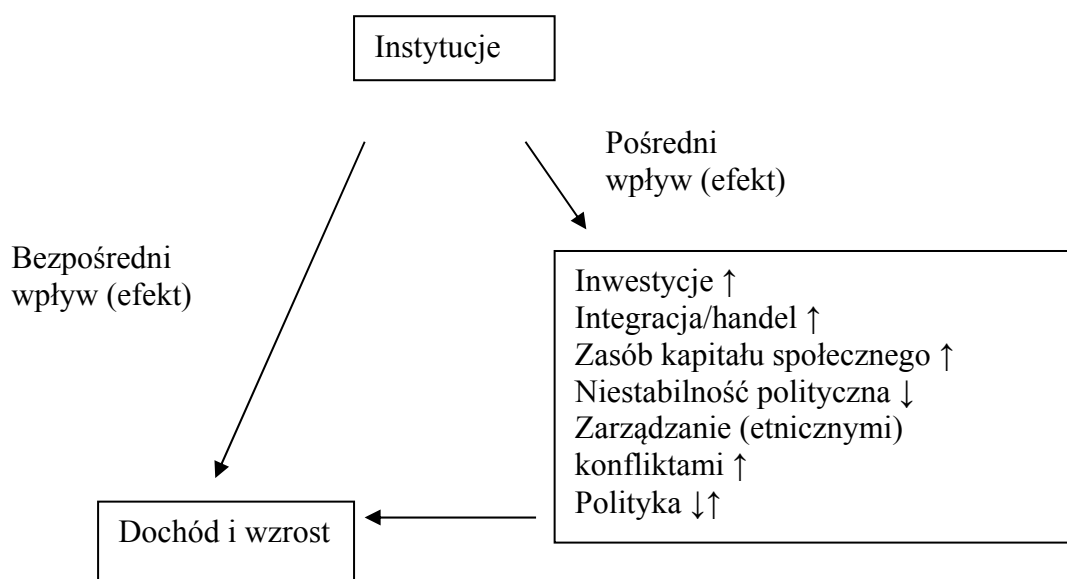 Instytucje
Pośredni
wpływ (efekt)
Bezpośredni
wpływ (efekt)
Inwestycje ↑
Integracja/handel ↑
Zasób kapitału społecznego ↑
Niestabilność polityczna ↓
Zarządzanie (etnicznymi)
konfliktami ↑
Polityka ↓↑
Dochód i wzrost